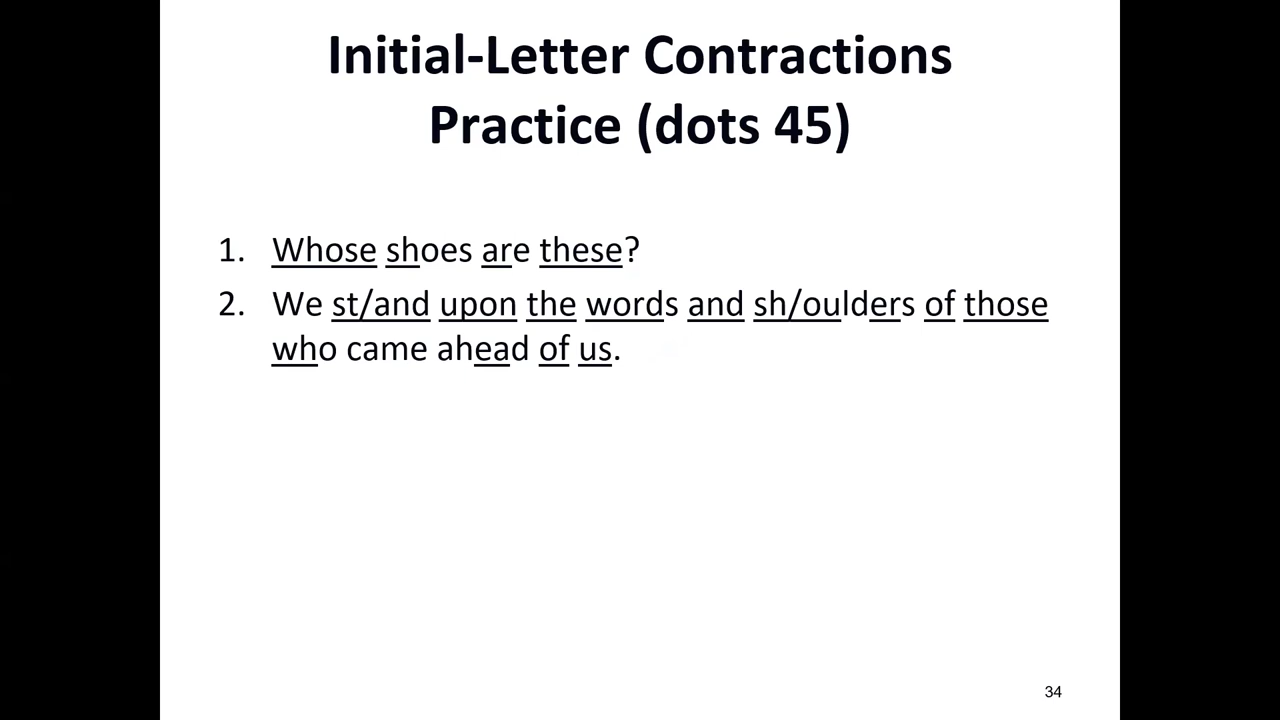 Initial-Letter Contractions
Practice (dots 45)
1. Whose shoes are these?
2. We st/and upon the words and sh/oulders of those
who came ahead of us.
34